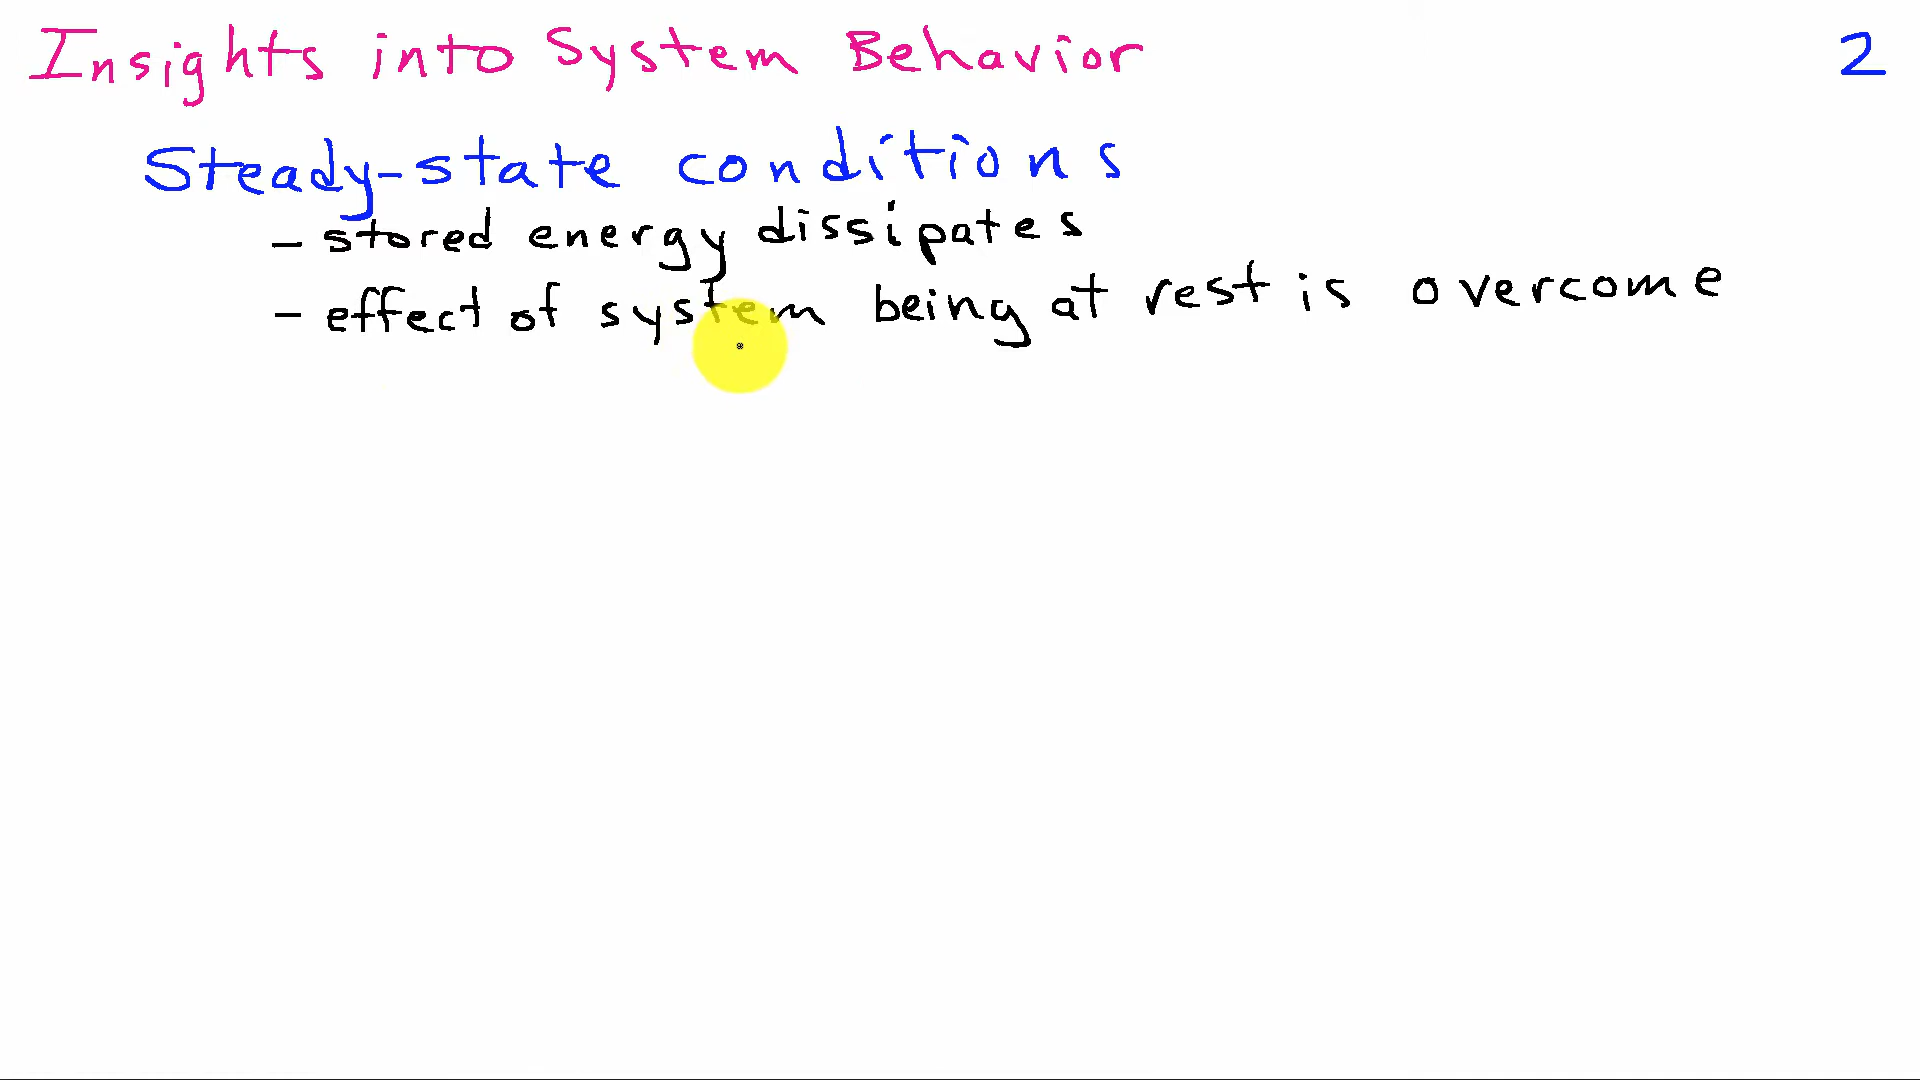 Insights into System Behavior 2
Steady-state conditions
- stored energy dissipates
- effect of system being at rest is overcome